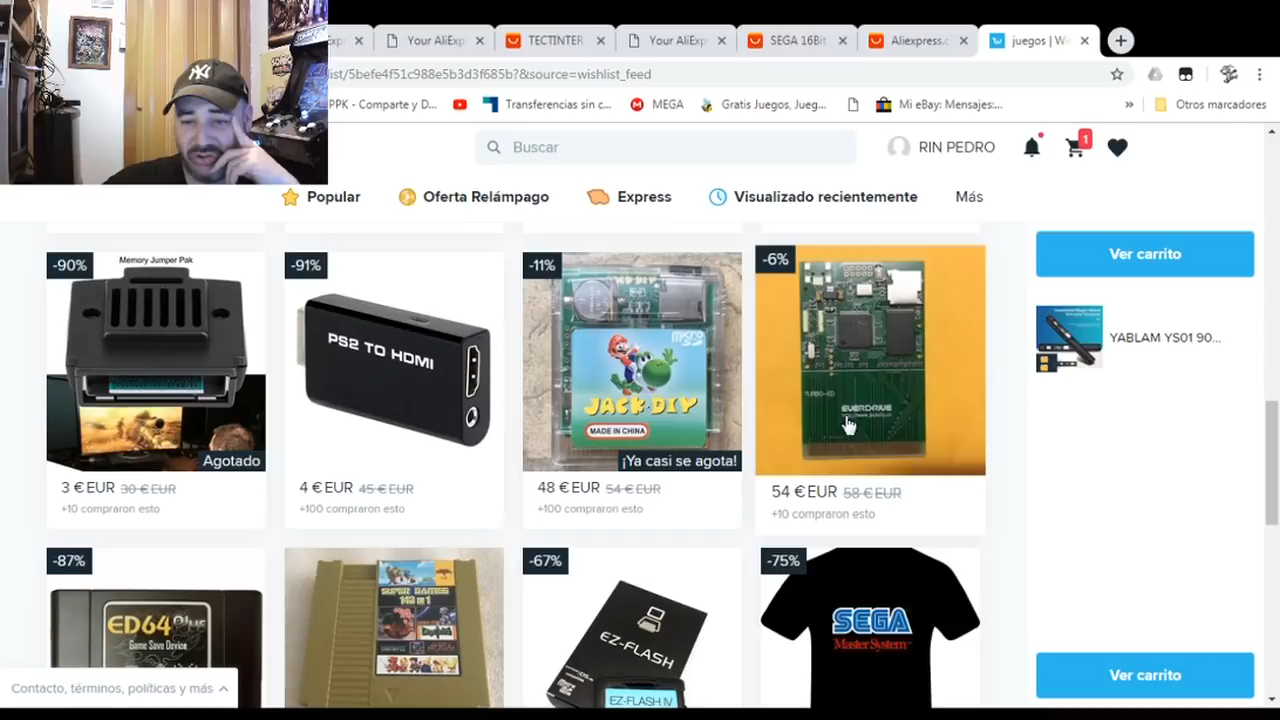 Your AliExp
TECTINTER
Your AliExp
SEGA 16Bit
Aliexpress.c
juegos | W
list/5befe4f51c988e5b3d3f685b?&source=wishlist_feed
PPK - Comparte y D...
Transferencias sin c...
MEGA
Gratis Juegos, Jueg...
Mi eBay: Mensajes:...
»
Otros marcadores
Buscar
RIN PEDRO
1
Popular
Oferta Relámpago
Express
Visualizado recientemente
Más
Ver carrito
YABLAM YS01 90...
-90%
Memory Jumper Pak
Agotado
3 € EUR 30 € EUR
+10 compraron esto
-91%
PS2 TO HDMI
4 € EUR 45 € EUR
+100 compraron esto
-11%
micro
JACK-DIY
MADE IN CHINA
¡Ya casi se agota!
48 € EUR 54 € EUR
+100 compraron esto
-6%
TURBO-ED
EVERDRIVE
54 € EUR 58 € EUR
+10 compraron esto
-87%
ED64 Plus
Game Save Device
SUPER GAMES
143 in 1
-67%
EZ-FLASH
EZ-FLASH IV
-75%
SEGA
Master System
Contacto, términos, políticas y más
Ver carrito